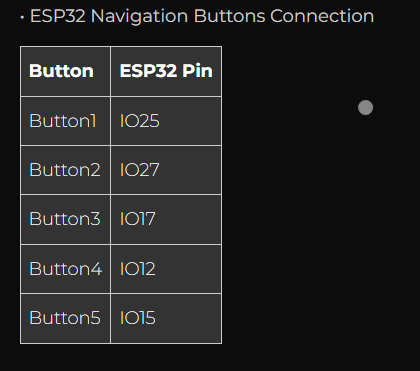 • ESP32 Navigation Buttons Connection
Button ESP32 Pin
Button1 IO25
Button2 IO27
Button3 IO17
Button4 IO12
Button5 IO15